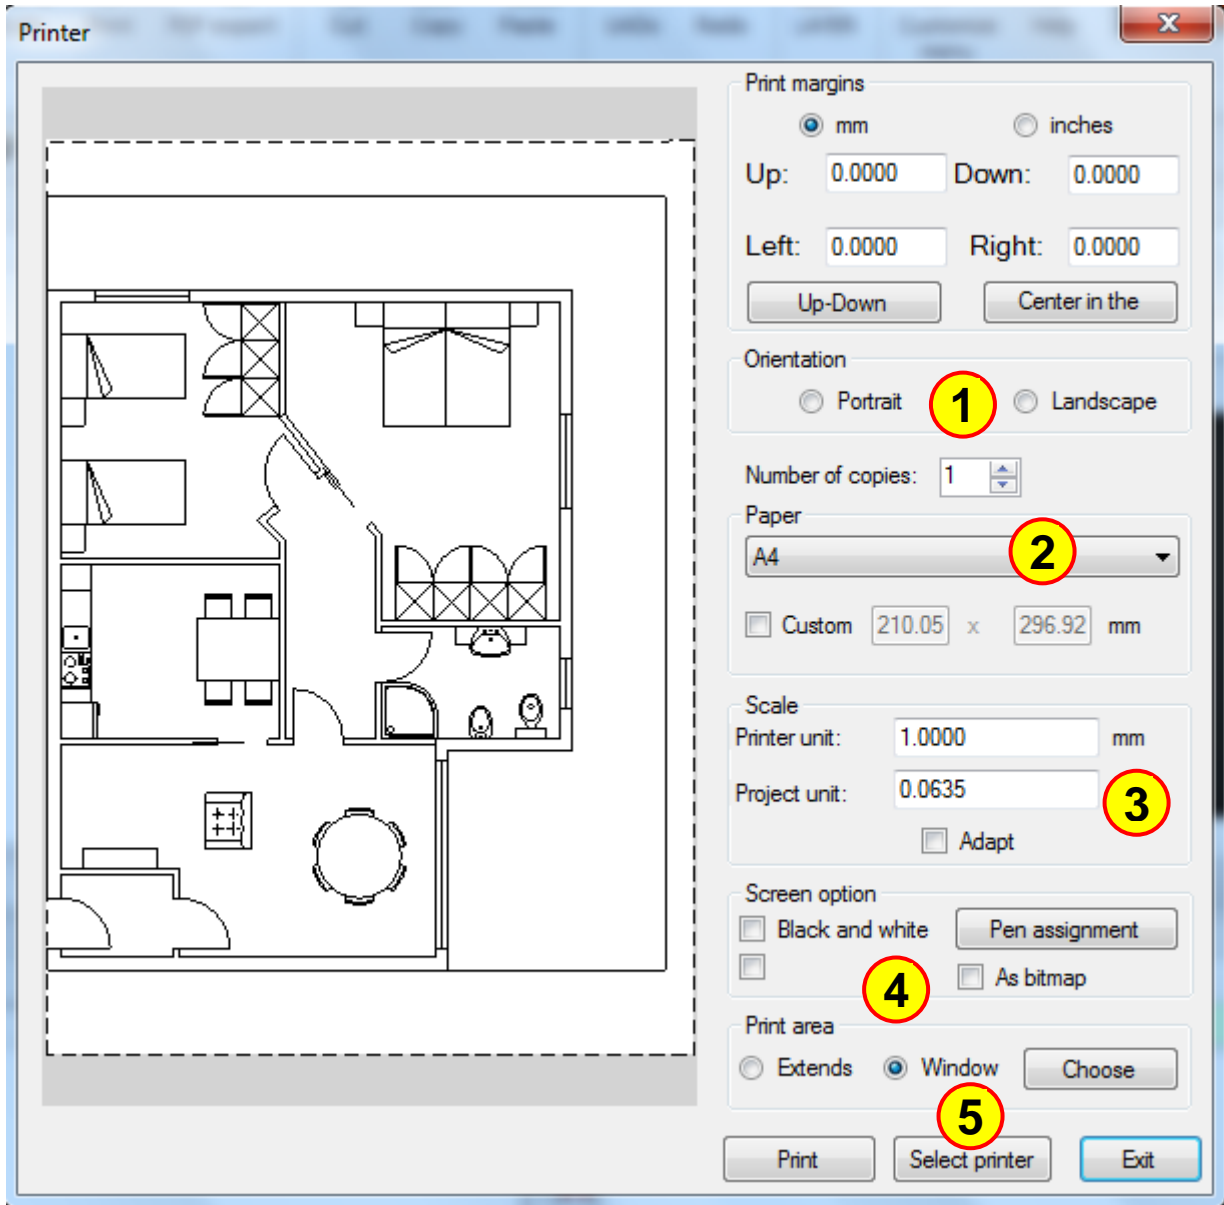 Printer
Print margins
mm inches
Up: 0.0000 Down: 0.0000
Left: 0.0000 Right: 0.0000
Up-Down Center in the
Orientation
Portrait 1 Landscape
Number of copies: 1
Paper
A4 2
Custom 210.05 x 296.92 mm
Scale
Printer unit: 1.0000 mm
Project unit: 0.0635
3
Adapt
Screen option
Black and white Pen assignment
4 As bitmap
Print area
Extends Window Choose
5
Print Select printer Exit